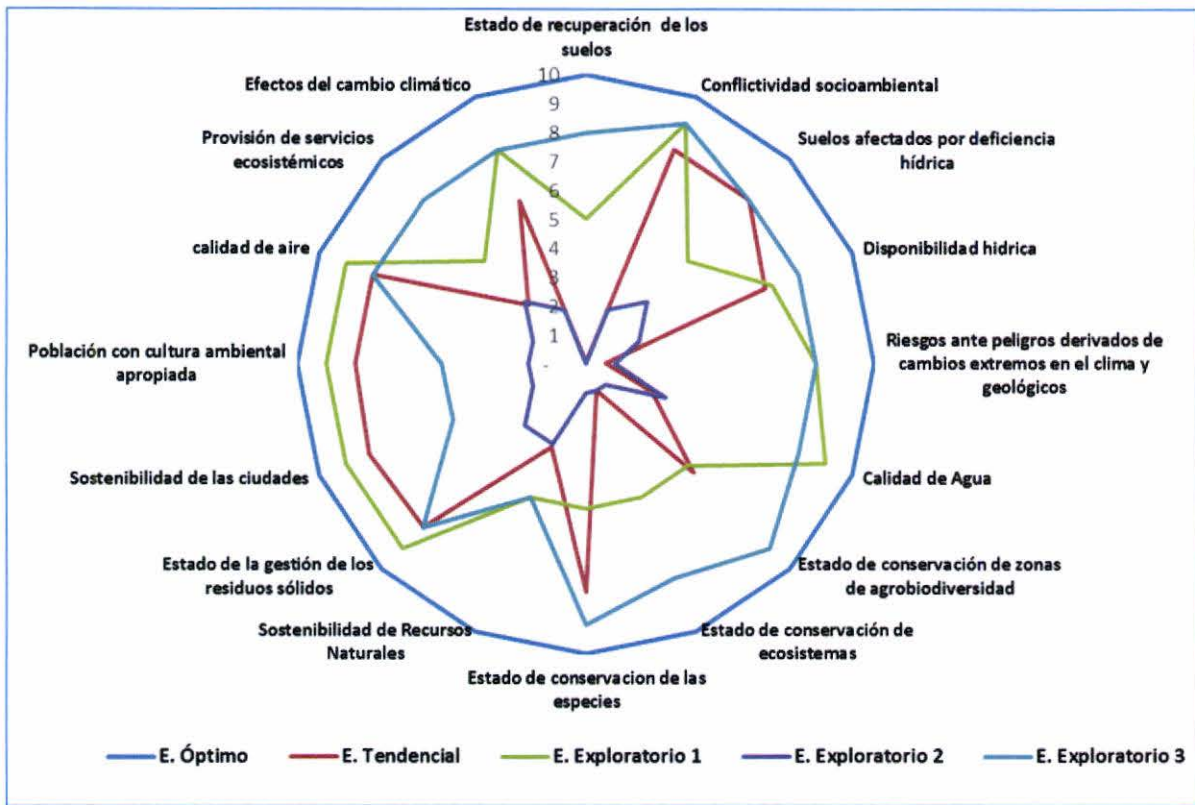 Estado de recuperación de los
suelos
Conflictividad socioambiental
Suelos afectados por deficiencia
hídrica
Disponibilidad hidrica
Riesgos ante peligros derivados de
cambios extremos en el clima y
geológicos
Calidad de Agua
Estado de conservación de zonas
de agrobiodiversidad
Estado de conservación de
ecosistemas
Estado de conservacion de las
especies
Sostenibilidad de Recursos
Naturales
Estado de la gestión de los
residuos sólidos
Sostenibilidad de las ciudades
Población con cultura ambiental
apropiada
calidad de aire
Provisión de servicios
ecosistémicos
Efectos del cambio climático
10
9
8
7
6
5
4
3
2
1
-
E. Óptimo
E. Tendencial
E. Exploratorio 1
E. Exploratorio 2
E. Exploratorio 3